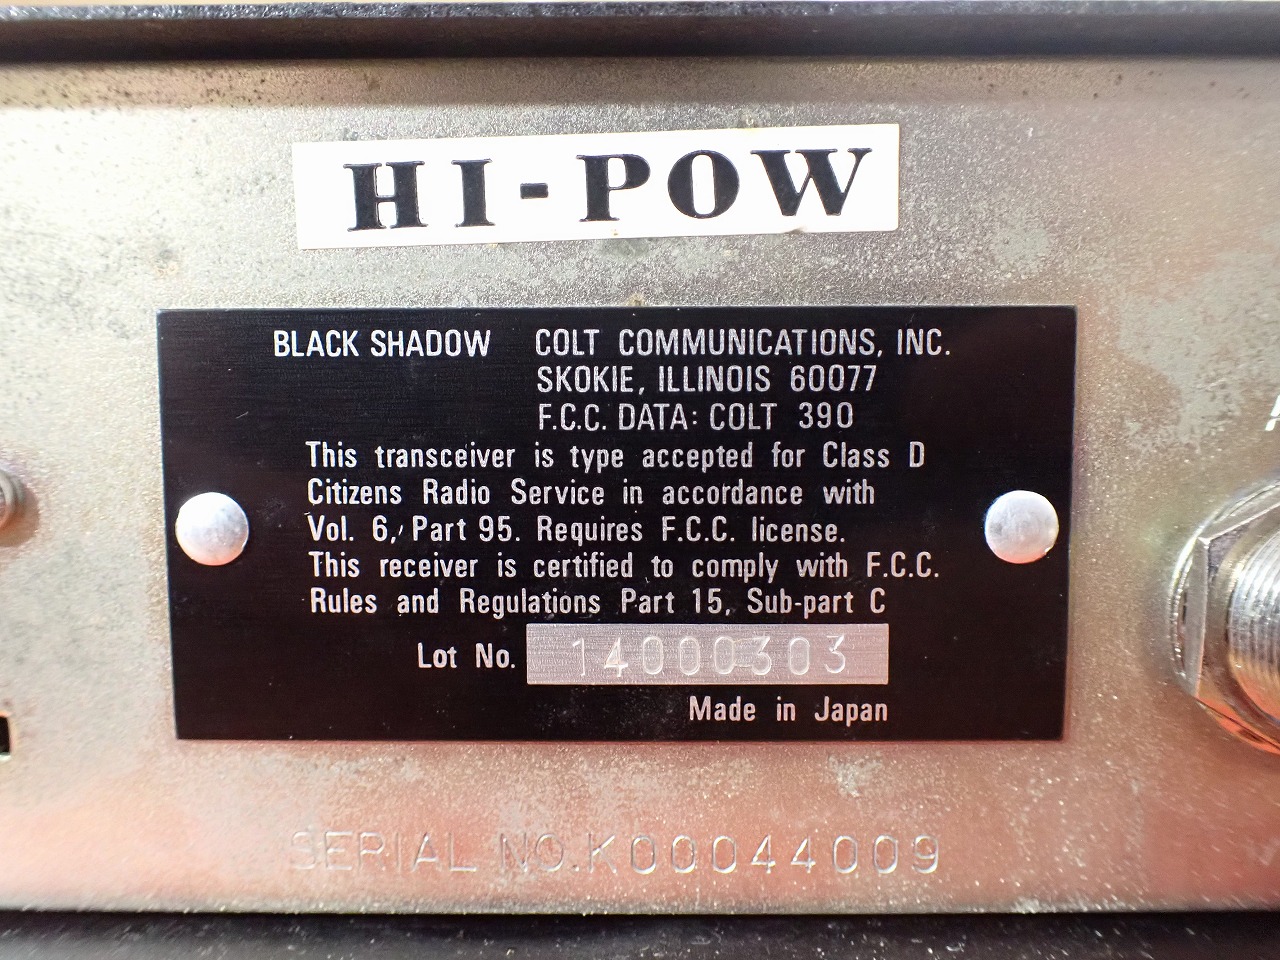 HI-POW
BLACK SHADOW COLT COMMUNICATIONS, INC.
SKOKIE, ILLINOIS 60077
F.C.C. DATA: COLT 390
This transceiver is type accepted for Class D
Citizens Radio Service in accordance with
Vol. 6, Part 95. Requires F.C.C. license.
This receiver is certified to comply with F.C.C.
Rules and Regulations Part 15, Sub-part C
Lot No. 14000303
Made in Japan
SERIAL NO.K00044009